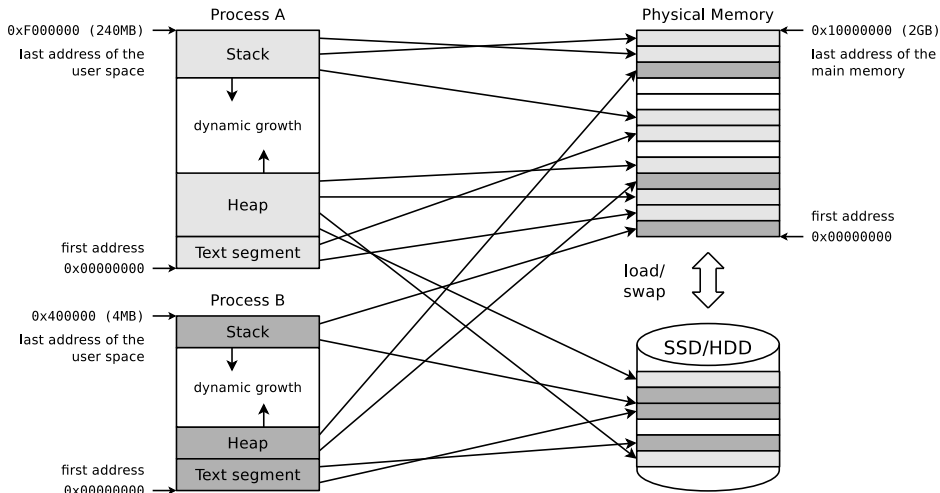 Process A
Physical Memory
0xF000000 (240MB)
last address of the
user space
Stack
dynamic growth
Heap
Text segment
first address
0x00000000
0x10000000 (2GB)
last address of the
main memory
first address
0x00000000
load/
swap
Process B
0x400000 (4MB)
last address of the
user space
Stack
dynamic growth
Heap
Text segment
first address
0x00000000
SSD/HDD